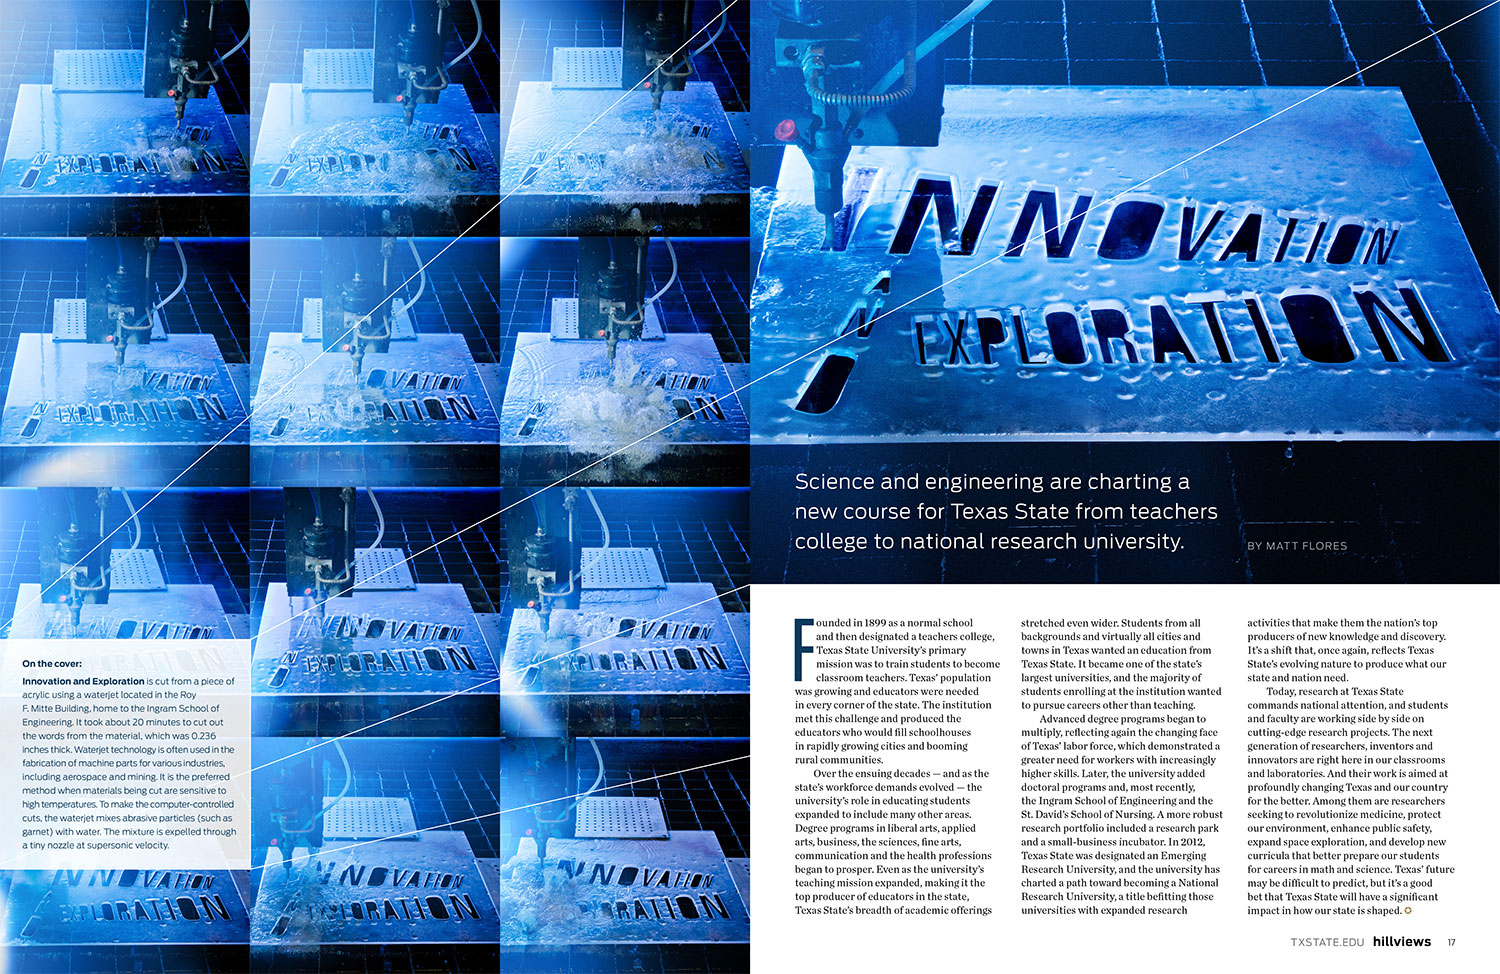 INNOVATION
& EXPLORATION
Science and engineering are charting a
new course for Texas State from teachers
college to national research university.
BY MATT FLORES
On the cover:
Innovation and Exploration is cut from a piece of
acrylic using a waterjet located in the Roy
F. Mitte Building, home to the Ingram School of
Engineering. It took about 20 minutes to cut out
the words from the material, which was 0.236
inches thick. Waterjet technology is often used in the
fabrication of machine parts for various industries,
including aerospace and mining. It is the preferred
method when materials being cut are sensitive to
high temperatures. To make the computer-controlled
cuts, the waterjet mixes abrasive particles (such as
garnet) with water. The mixture is expelled through
a tiny nozzle at supersonic velocity.
Founded in 1899 as a normal school
and then designated a teachers college,
Texas State University's primary
mission was to train students to become
classroom teachers. Texas' population
was growing and educators were needed
in every corner of the state. The institution
met this challenge and produced the
educators who would fill schoolhouses
in rapidly growing cities and booming
rural communities.
Over the ensuing decades — and as the
state's workforce demands evolved — the
university's role in educating students
expanded to include many other areas.
Degree programs in liberal arts, applied
arts, business, the sciences, fine arts,
communication and the health professions
began to prosper. Even as the university's
teaching mission expanded, making it the
top producer of educators in the state,
Texas State's breadth of academic offerings
stretched even wider. Students from all
backgrounds and virtually all cities and
towns in Texas wanted an education from
Texas State. It became one of the state's
largest universities, and the majority of
students enrolling at the institution wanted
to pursue careers other than teaching.
Advanced degree programs began to
multiply, reflecting again the changing face
of Texas' labor force, which demonstrated a
greater need for workers with increasingly
higher skills. Later, the university added
doctoral programs and, most recently,
the Ingram School of Engineering and the
St. David's School of Nursing. A more robust
research portfolio included a research park
and a small-business incubator. In 2012,
Texas State was designated an Emerging
Research University, and the university has
charted a path toward becoming a National
Research University, a title befitting those
universities with expanded research
activities that make them the nation's top
producers of new knowledge and discovery.
It's a shift that, once again, reflects Texas
State's evolving nature to produce what our
state and nation need.
Today, research at Texas State
commands national attention, and students
and faculty are working side by side on
cutting-edge research projects. The next
generation of researchers, inventors and
innovators are right here in our classrooms
and laboratories. And their work is aimed at
profoundly changing Texas and our country
for the better. Among them are researchers
seeking to revolutionize medicine, protect
our environment, enhance public safety,
expand space exploration, and develop new
curricula that better prepare our students
for careers in math and science. Texas' future
may be difficult to predict, but it's a good
bet that Texas State will have a significant
impact in how our state is shaped.
TXSTATE.EDU hillviews 17